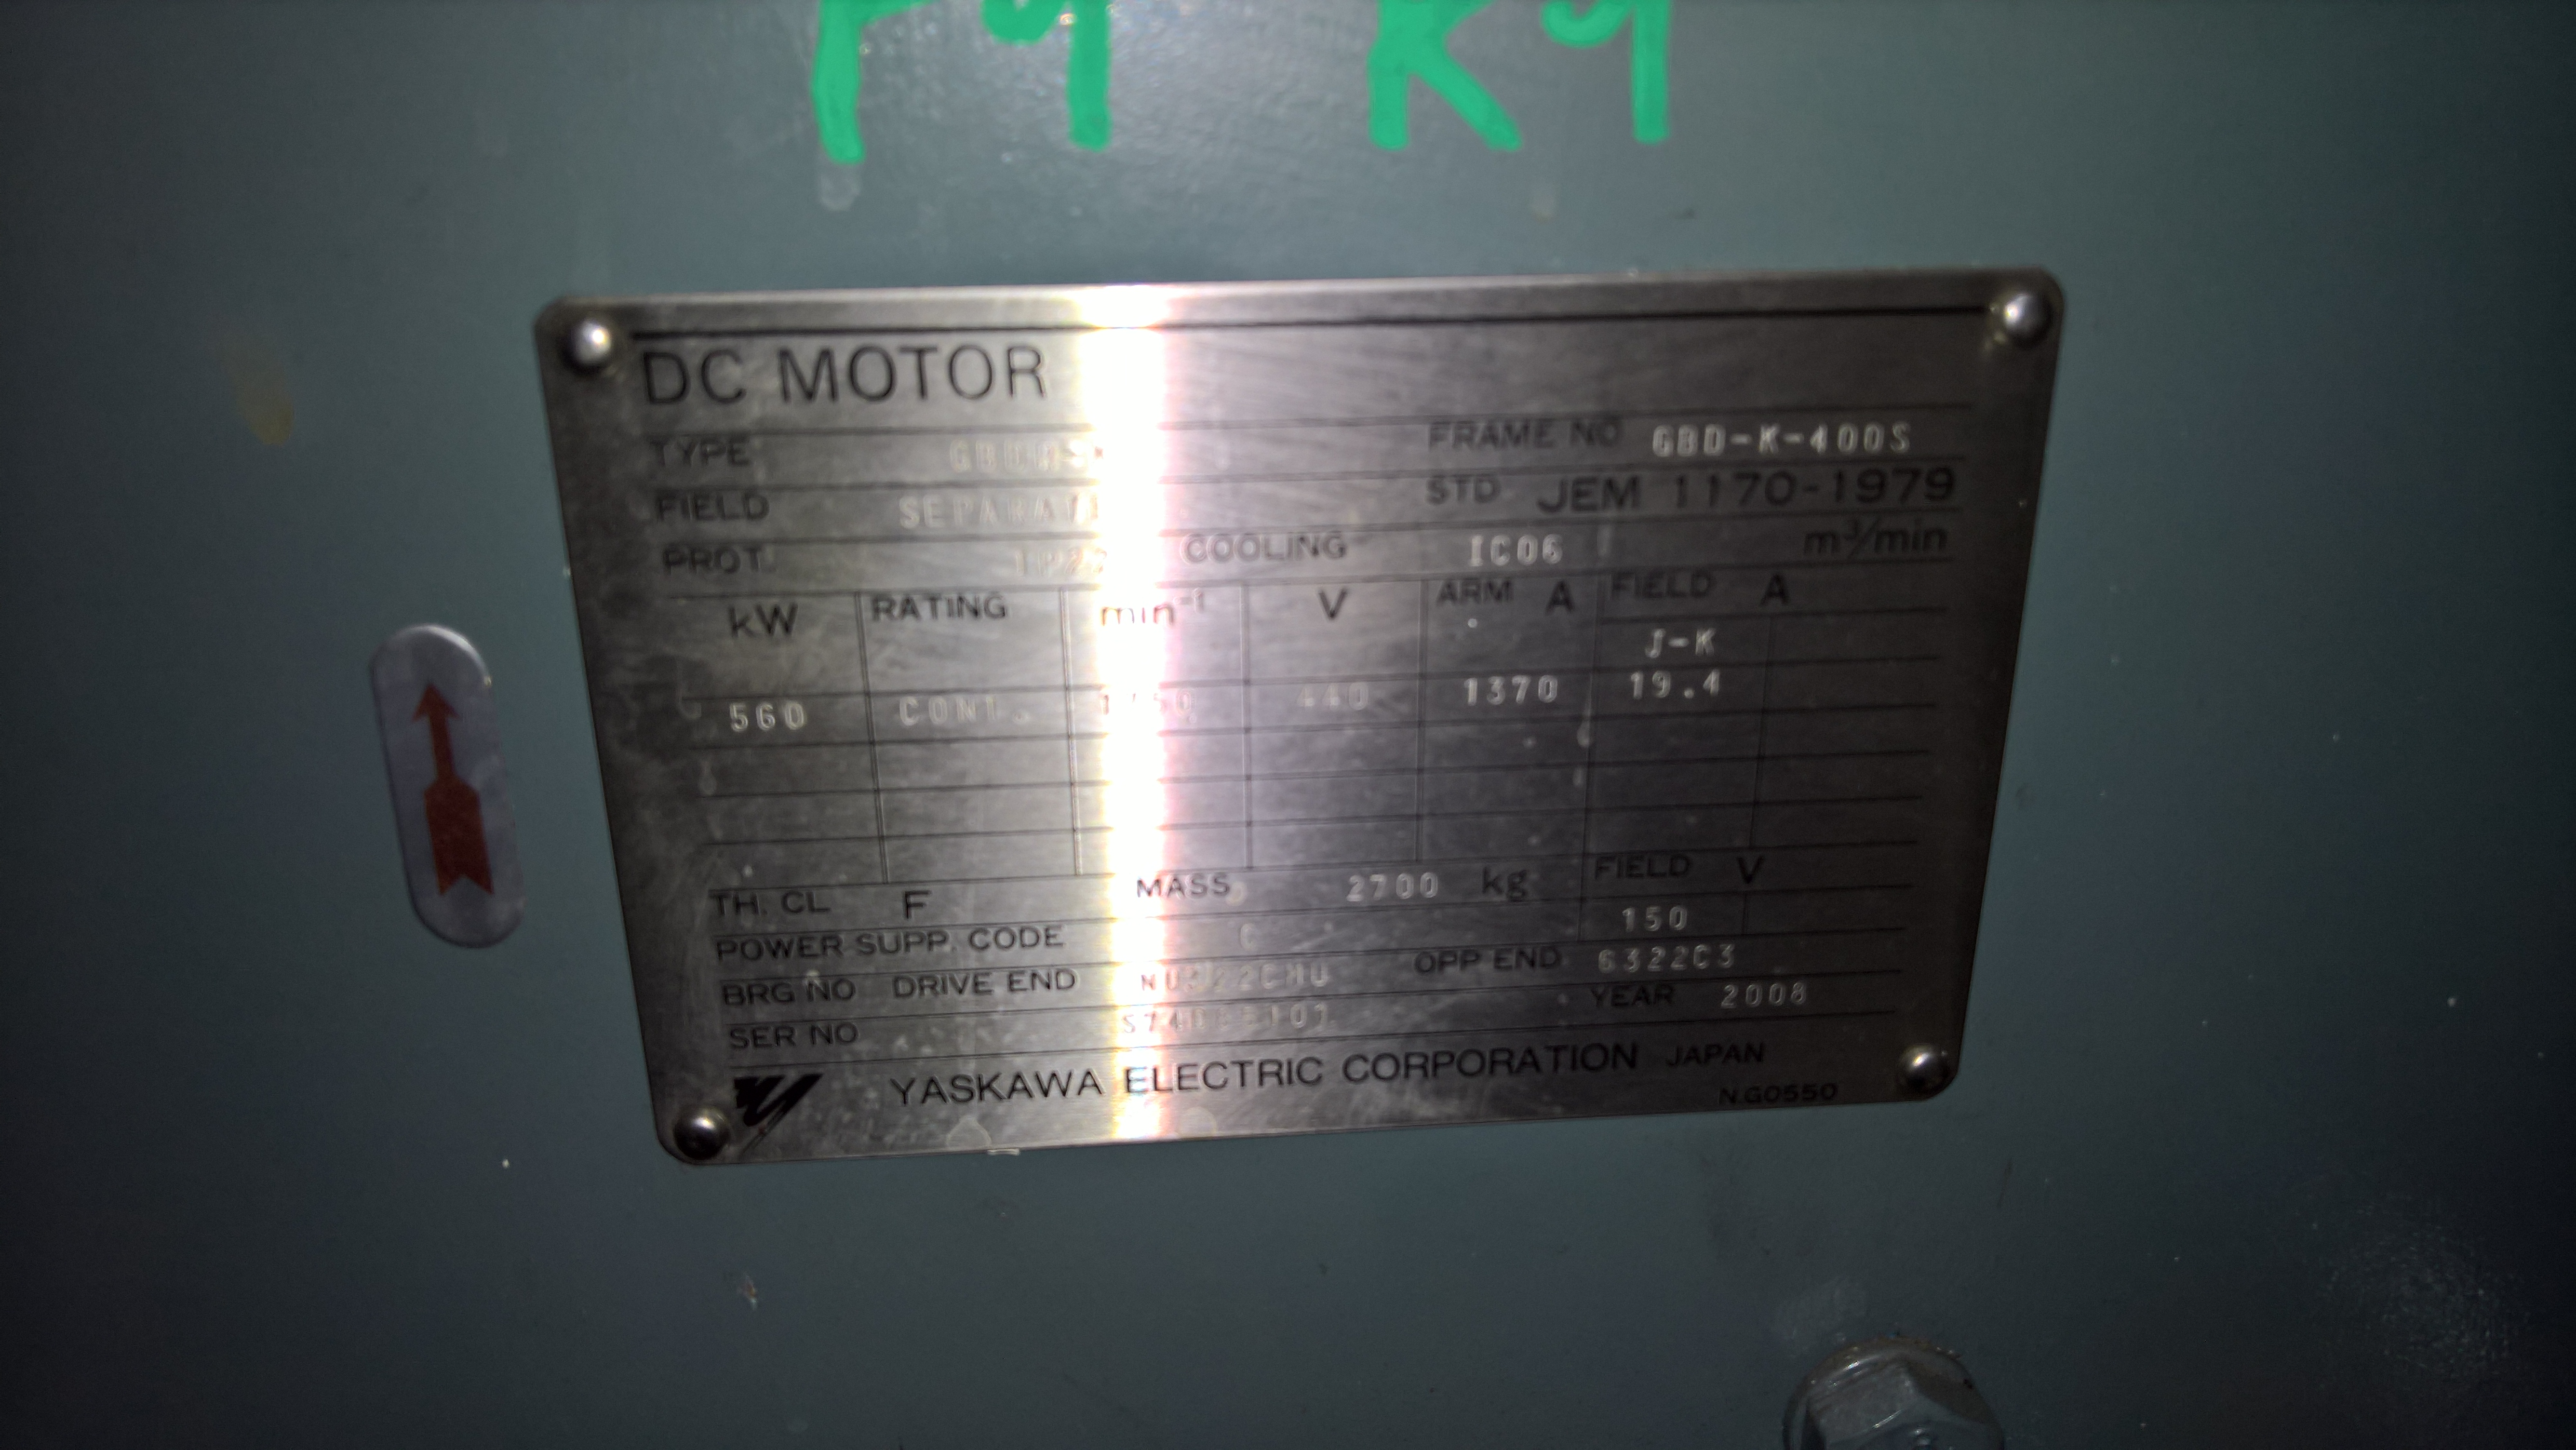 DC MOTOR
TYPE FRAME NO GBD-K-400S
FIELD STD JEM 1170-1979
PROT. COOLING IC06 m³/min
kW RATING min⁻¹ V ARM A FIELD A
J-K
560 CONT. 440 1370 19.4
TH. CL F MASS 2700 kg FIELD V
POWER SUPP. CODE C 150
BRG NO DRIVE END OPP END 6322C3
SER NO YEAR 2008
YASKAWA ELECTRIC CORPORATION JAPAN
N.G0550